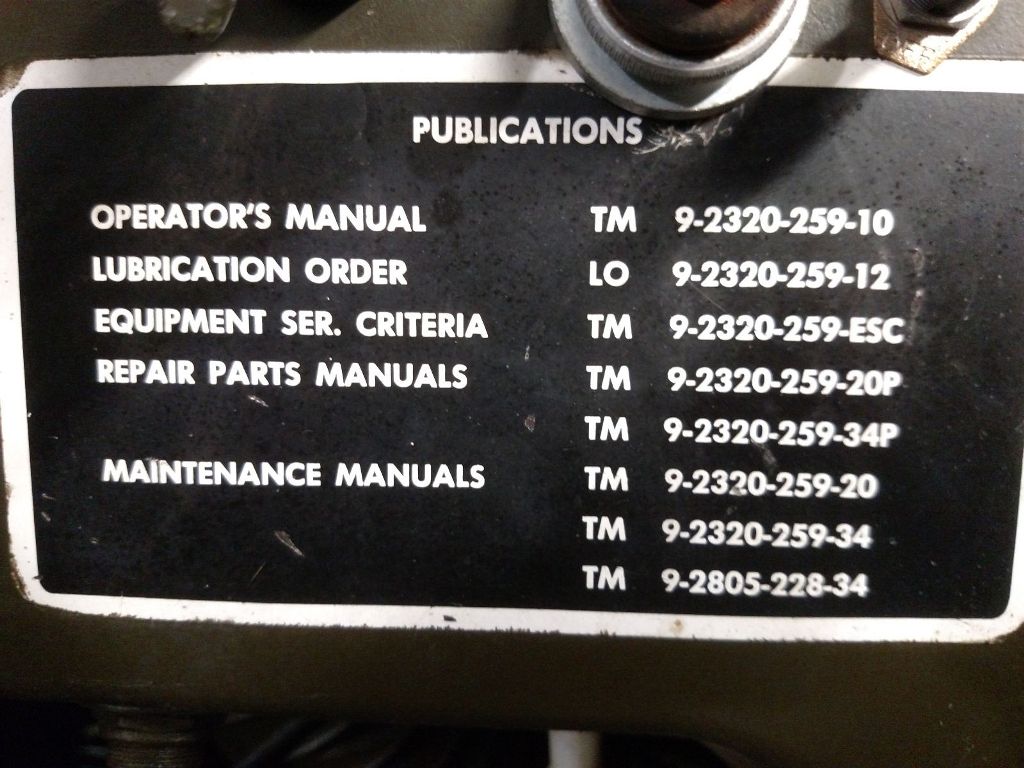 PUBLICATIONS
OPERATOR'S MANUAL TM 9-2320-259-10
LUBRICATION ORDER LO 9-2320-259-12
EQUIPMENT SER. CRITERIA TM 9-2320-259-ESC
REPAIR PARTS MANUALS TM 9-2320-259-20P
TM 9-2320-259-34P
MAINTENANCE MANUALS TM 9-2320-259-20
TM 9-2320-259-34
TM 9-2805-228-34